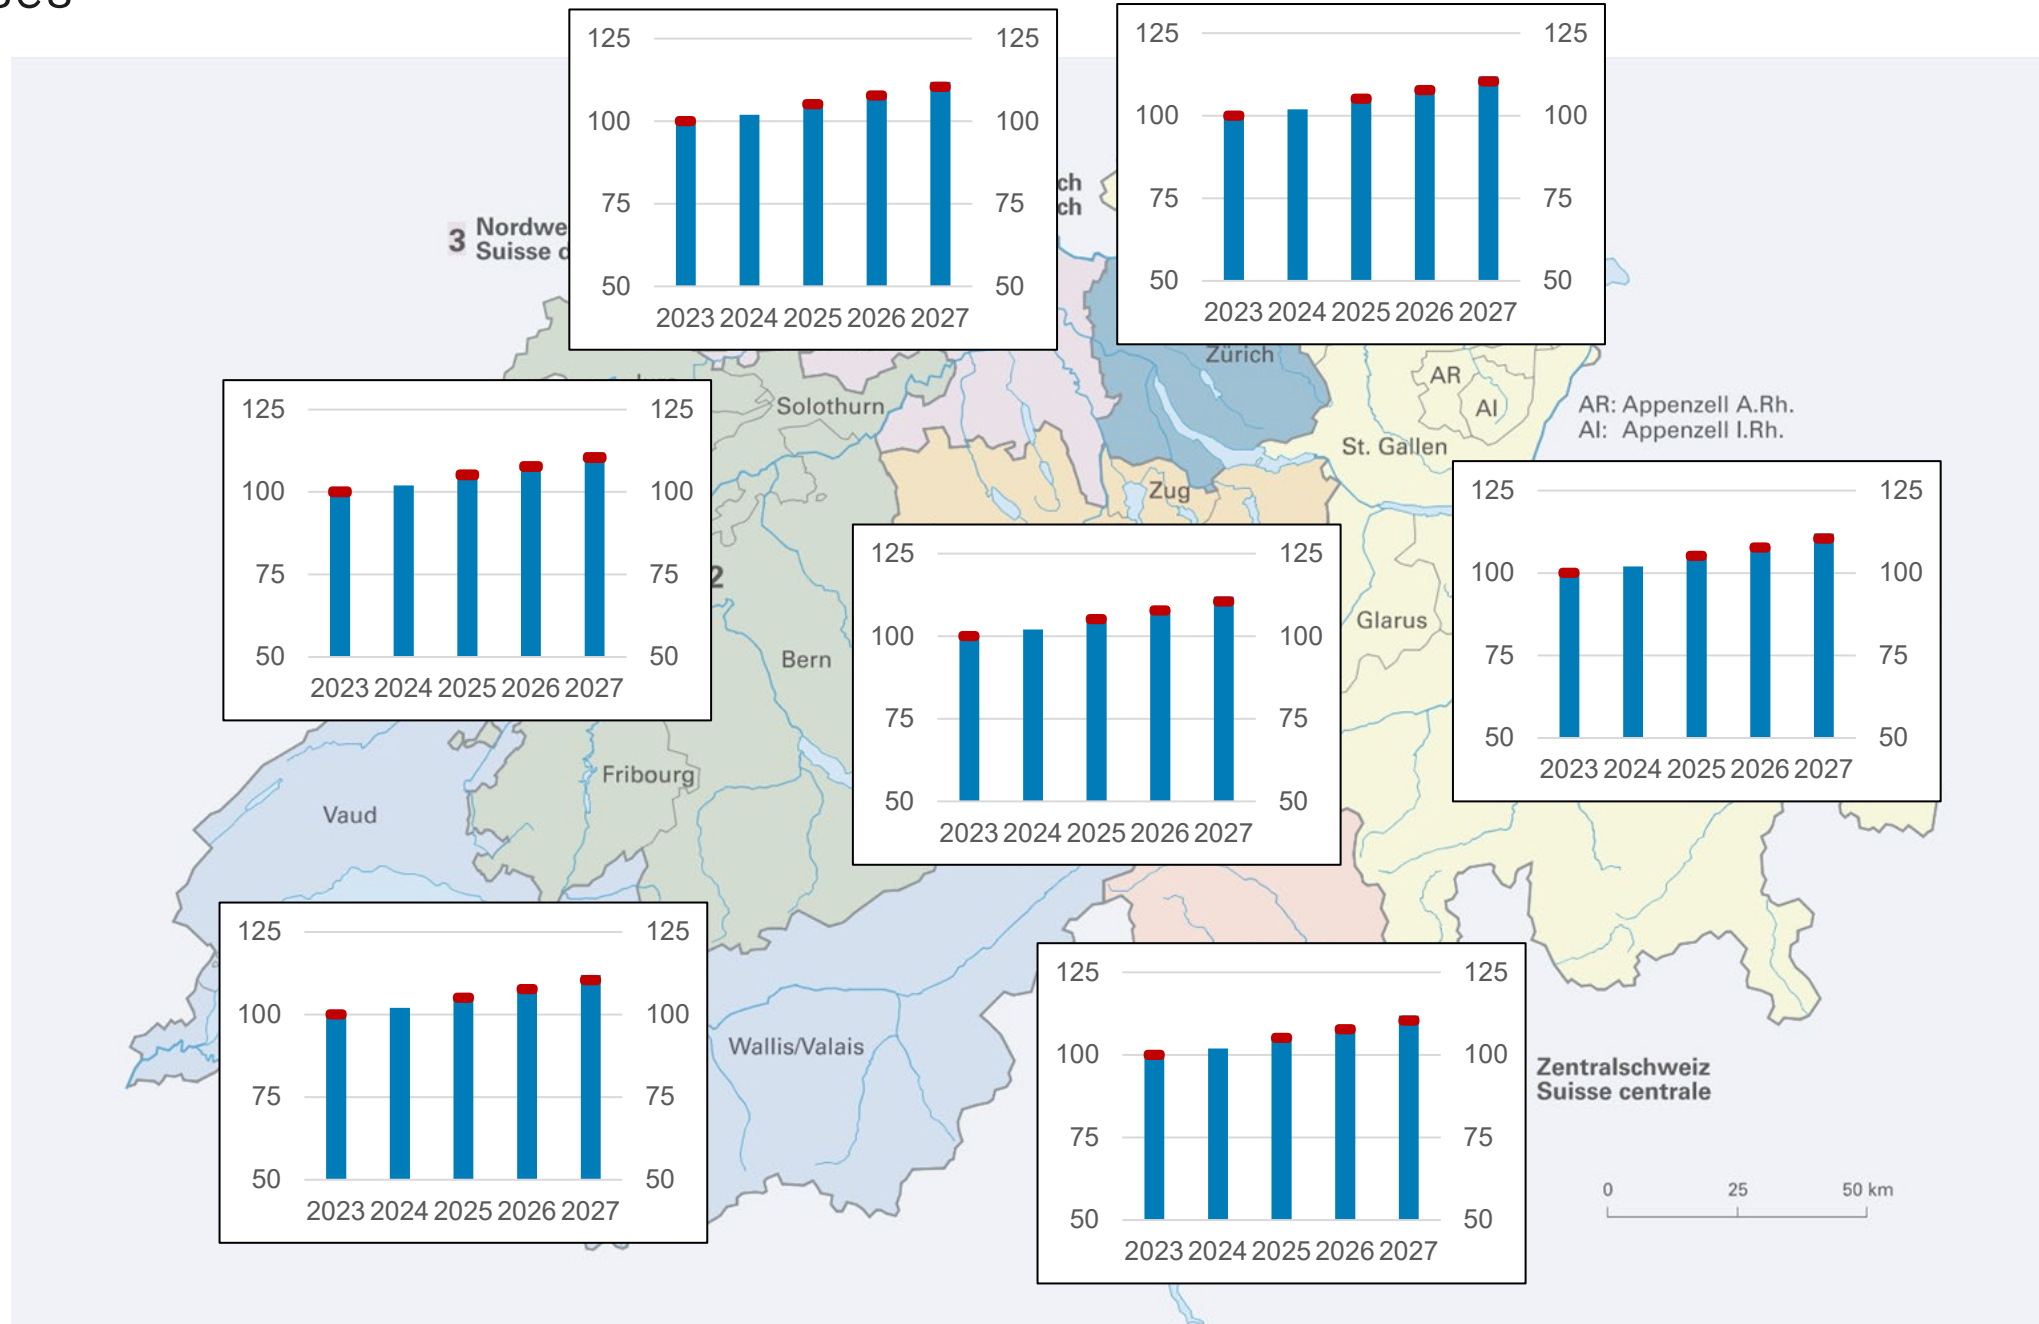 125 125
100 100
75 75
50 50
2023 2024 2025 2026 2027
125 125
100 100
75 75
50 50
2023 2024 2025 2026 2027
3 Nordwe
Suisse d
ch
ch
Zürich
AR
AI
AR: Appenzell A.Rh.
AI: Appenzell I.Rh.
Solothurn
St. Gallen
Zug
125 125
100 100
75 75
50 50
2023 2024 2025 2026 2027
2
Bern
125 125
100 100
75 75
50 50
2023 2024 2025 2026 2027
Glarus
125 125
100 100
75 75
50 50
2023 2024 2025 2026 2027
Fribourg
Vaud
125 125
100 100
75 75
50 50
2023 2024 2025 2026 2027
Wallis/Valais
125 125
100 100
75 75
50 50
2023 2024 2025 2026 2027
Zentralschweiz
Suisse centrale
0 25 50 km